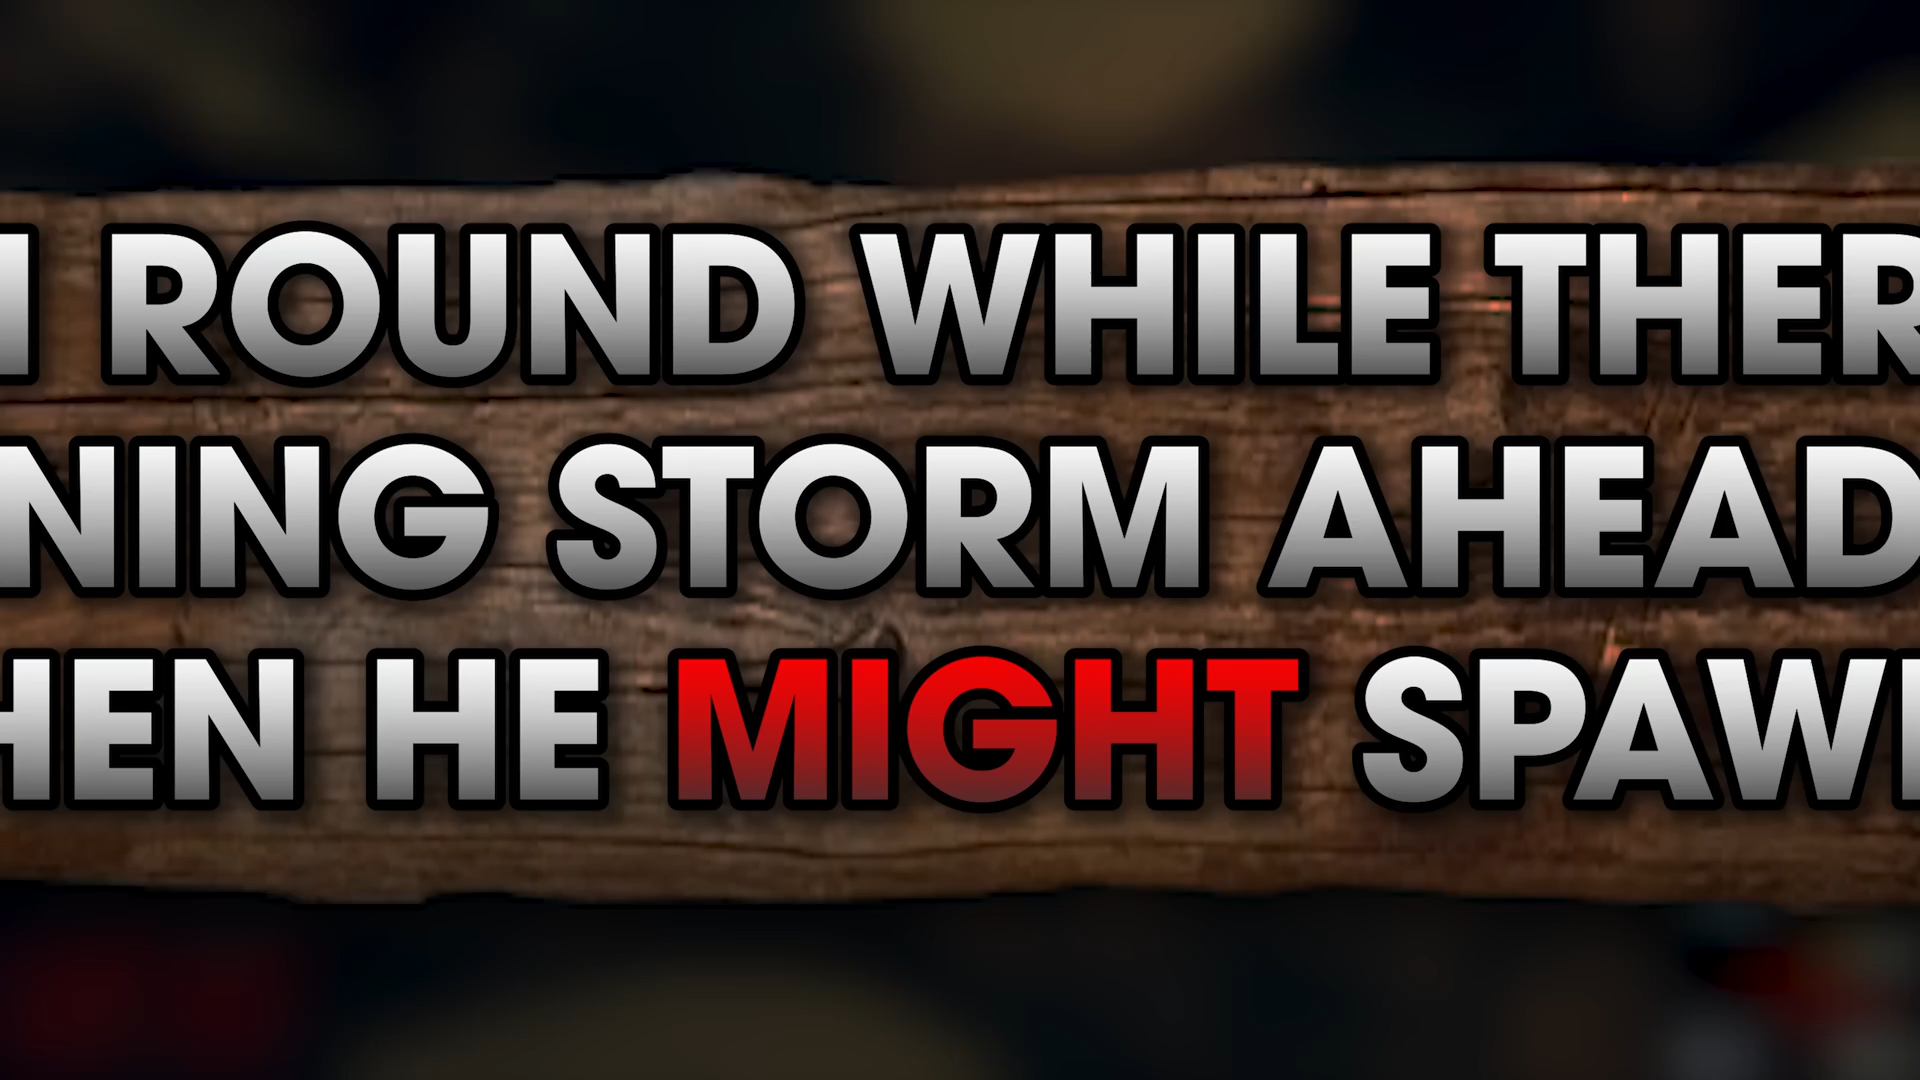 ROUND WHILE THER
NING STORM AHEAD
HEN HE MIGHT SPAW